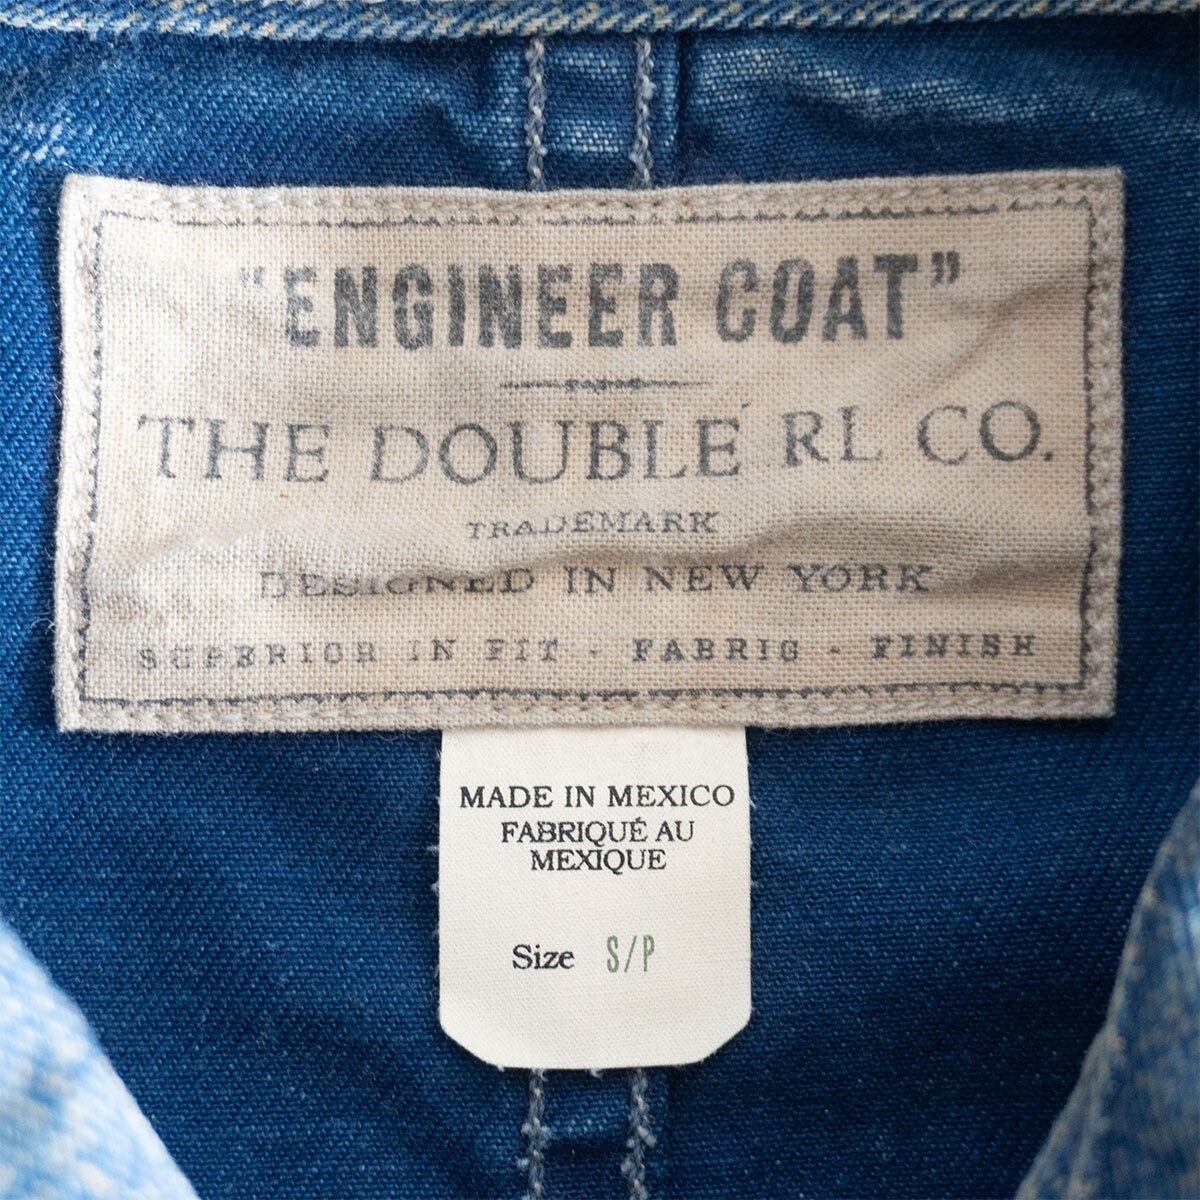 "ENGINEER COAT"
THE DOUBLE RL CO.
TRADEMARK
DESIGNED IN NEW YORK
SUPERIOR IN FIT - FABRIC - FINISH
MADE IN MEXICO
FABRIQUÉ AU
MEXIQUE
Size S/P